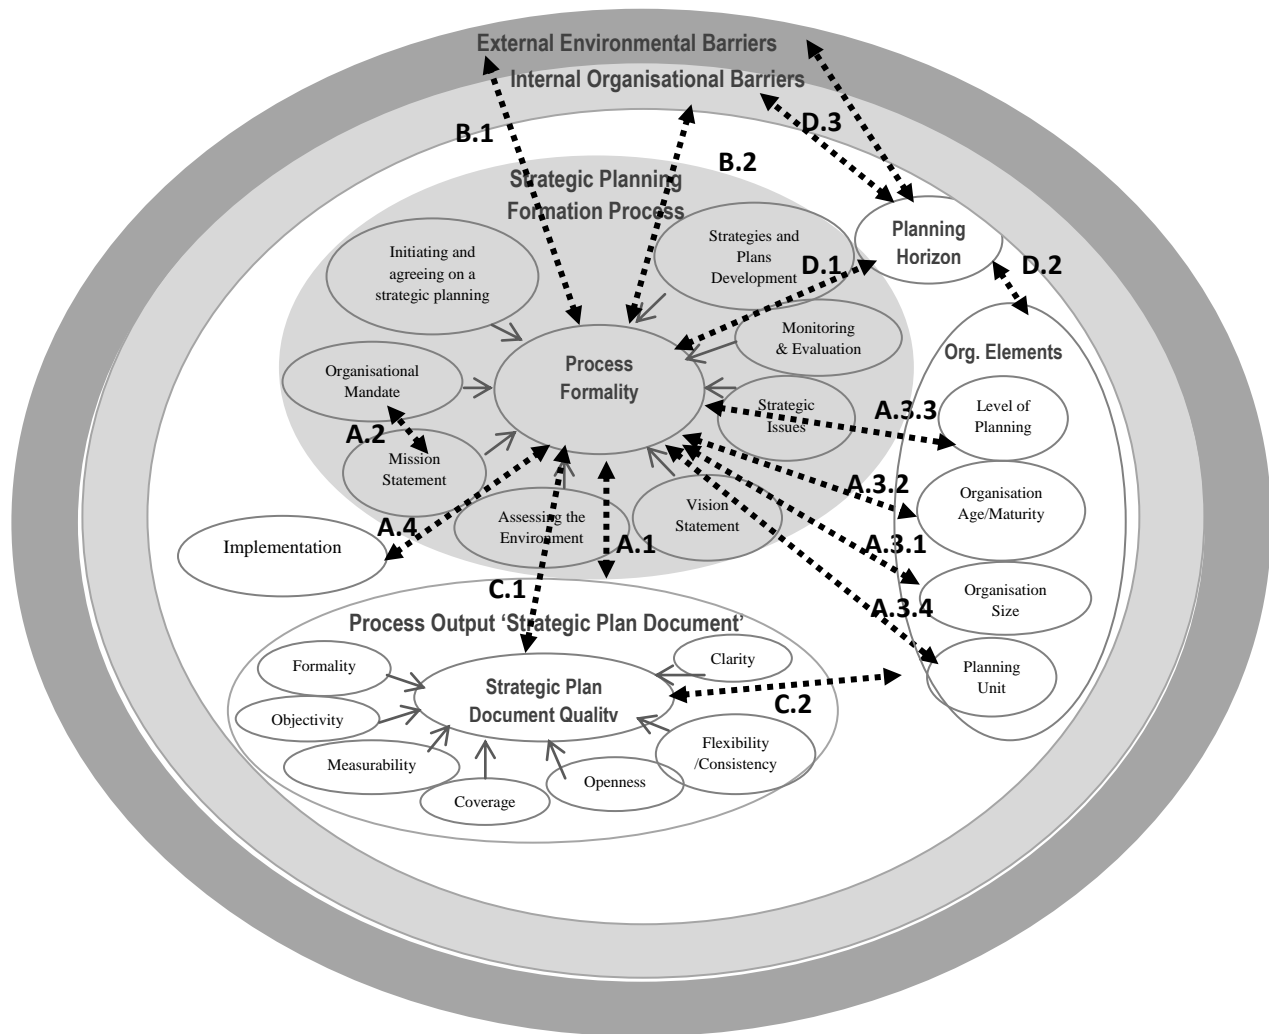 External Environmental Barriers
Internal Organisational Barriers
B.1
D.3
B.2
Strategic Planning
Formation Process
Planning
Horizon
Initiating and
agreeing on a
strategic planning
Strategies and
Plans
Development
D.1
D.2
Monitoring
& Evaluation
Org. Elements
Process
Formality
Organisational
Mandate
Strategic
Issues
A.3.3
Level of
Planning
A.2
Mission
Statement
A.3.2
Organisation
Age/Maturity
Vision
Statement
Assessing the
Environment
A.4
Implementation
A.1
A.3.1
Organisation
Size
C.1
A.3.4
Process Output ‘Strategic Plan Document’
Formality
Clarity
Planning
Unit
Strategic Plan
Document Quality
C.2
Objectivity
Flexibility
/Consistency
Measurability
Openness
Coverage